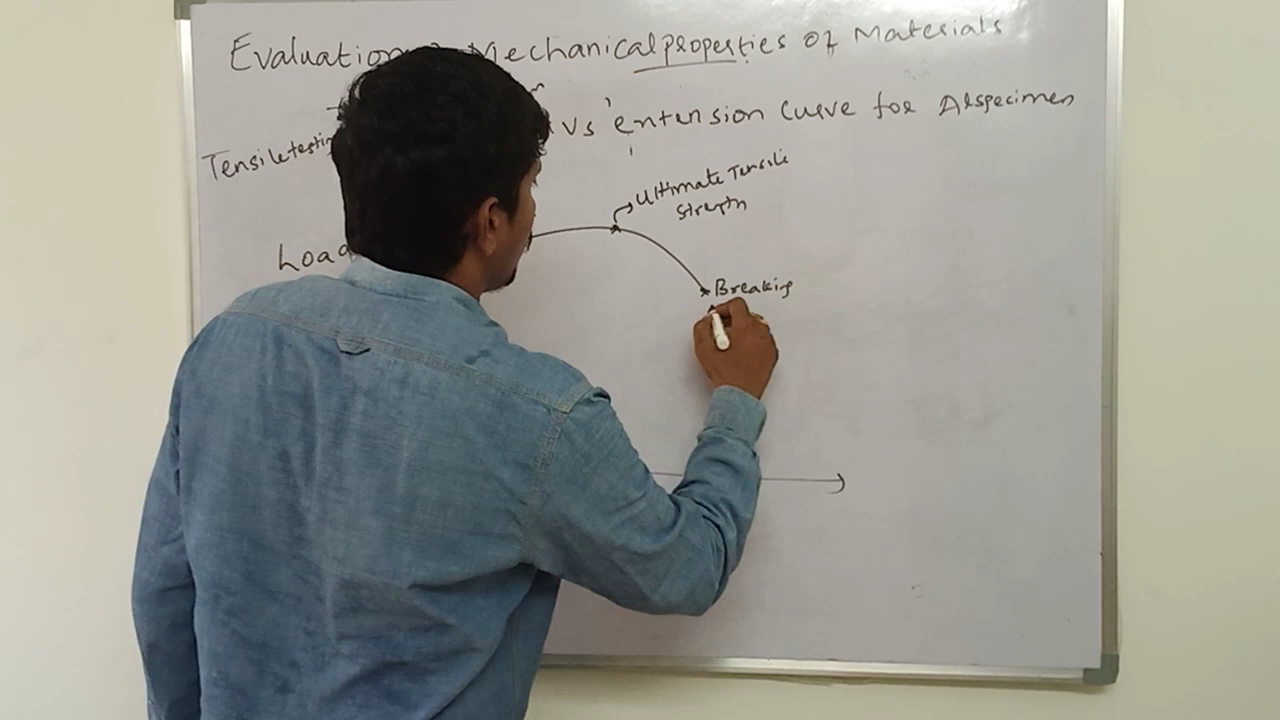 Evaluation Mechanical properties of Materials
Tensile testin vs extension Curve for Al specimen
Ultimate Tensile
Strength
Load
Breaking